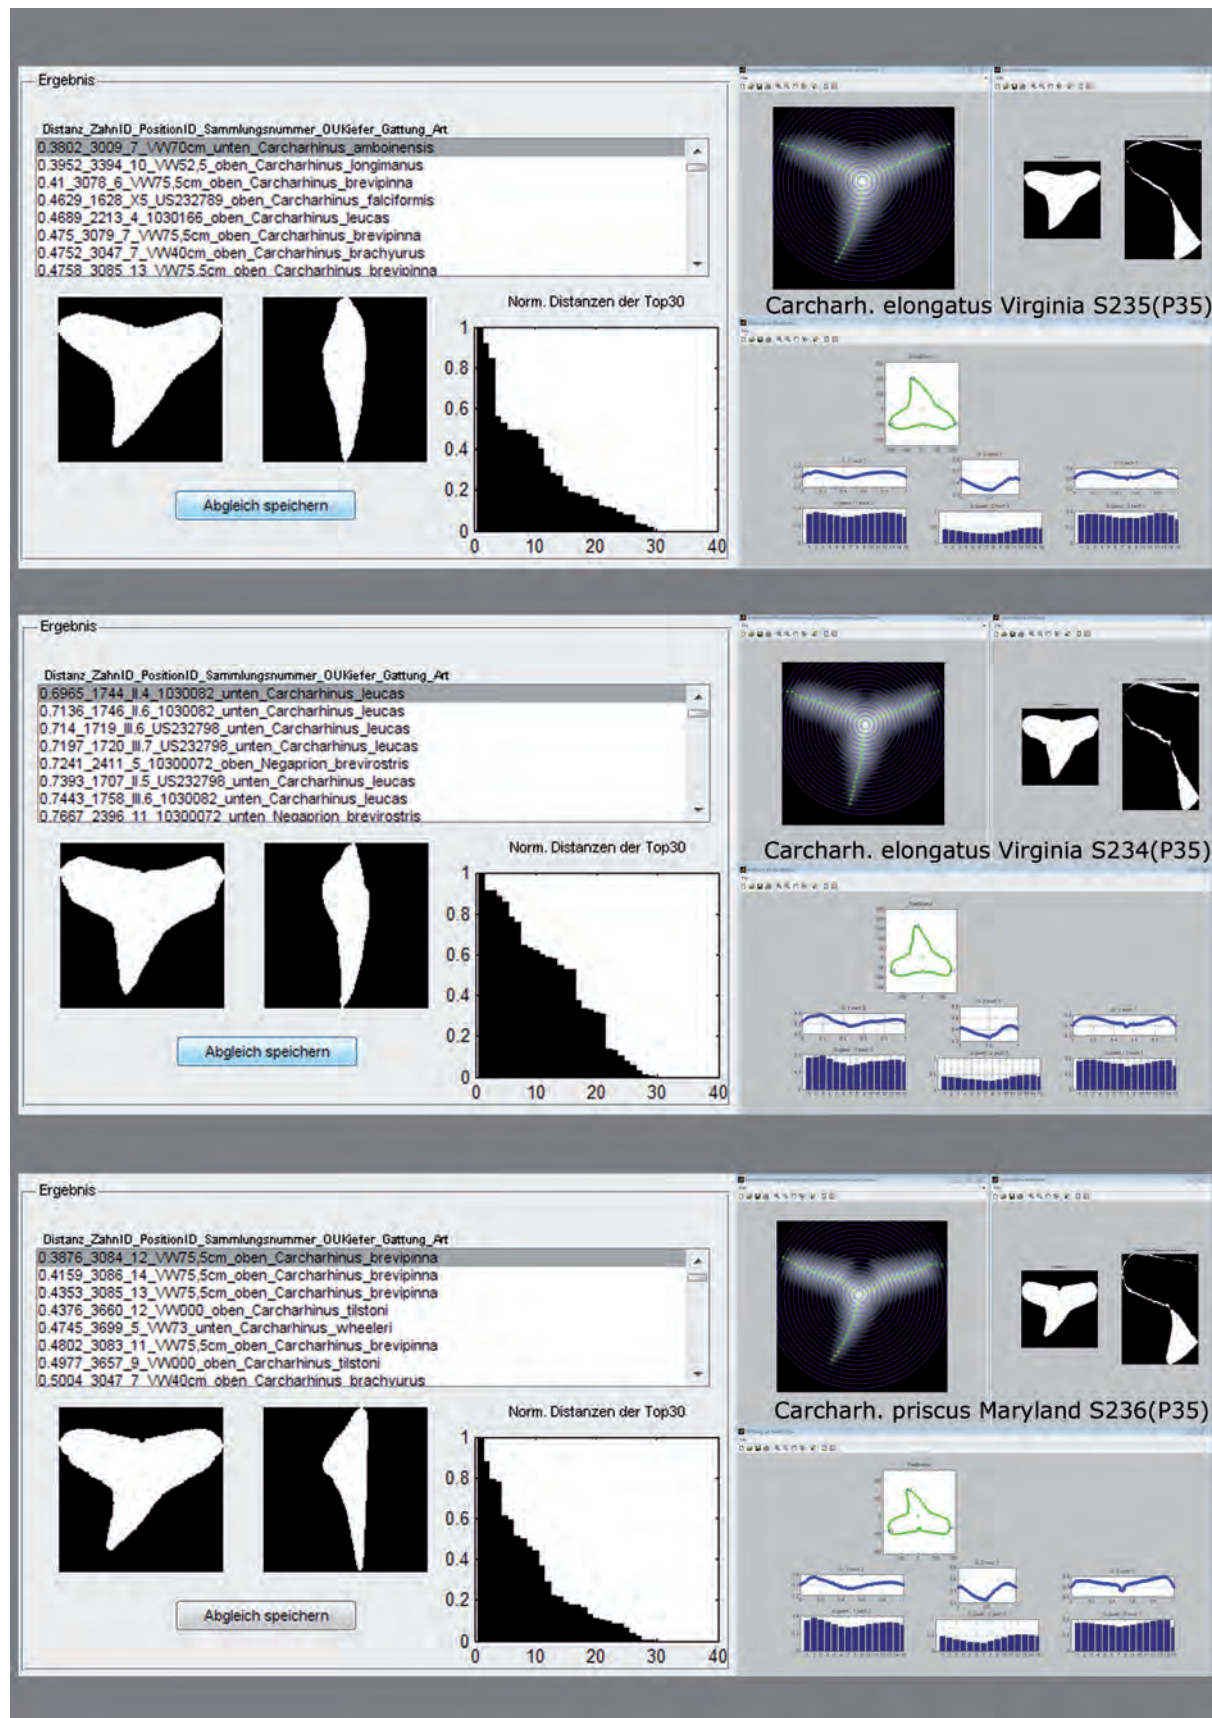 Ergebnis
Distanz_ZahnID_PositionID_Sammlungsnummer_OUKiefer_Gattung_Art
0.3802_3009_7_VW70cm_unten_Carcharhinus_amboinensis
0.3952_3394_10_VW52,5_oben_Carcharhinus_longimanus
0.41_3078_6_VW75,5cm_oben_Carcharhinus_brevipinna
0.4629_1628_X5_US232789_oben_Carcharhinus_falciformis
0.4689_2213_4_1030166_oben_Carcharhinus_leucas
0.475_3079_7_VW75,5cm_oben_Carcharhinus_brevipinna
0.4752_3047_7_VW40cm_oben_Carcharhinus_brachyurus
0.4758_3085_13_VW75,5cm_oben_Carcharhinus_brevipinna
Norm. Distanzen der Top30
1
0.8
0.6
0.4
0.2
0
0 10 20 30 40
Abgleich speichern
Carcharh. elongatus Virginia S235(P35)
Ergebnis
Distanz_ZahnID_PositionID_Sammlungsnummer_OUKiefer_Gattung_Art
0.6965_1744_II.4_1030082_unten_Carcharhinus_leucas
0.7136_1746_II.6_1030082_unten_Carcharhinus_leucas
0.714_1719_III.6_US232798_unten_Carcharhinus_leucas
0.7197_1720_III.7_US232798_unten_Carcharhinus_leucas
0.7241_2411_5_10300072_oben_Negaprion_brevirostris
0.7393_1707_II.5_US232798_unten_Carcharhinus_leucas
0.7443_1758_III.6_1030082_unten_Carcharhinus_leucas
0.7667_2396_11_10300072_unten_Negaprion_brevirostris
Norm. Distanzen der Top30
1
0.8
0.6
0.4
0.2
0
0 10 20 30 40
Abgleich speichern
Carcharh. elongatus Virginia S234(P35)
Ergebnis
Distanz_ZahnID_PositionID_Sammlungsnummer_OUKiefer_Gattung_Art
0.3876_3084_12_VW75,5cm_oben_Carcharhinus_brevipinna
0.4159_3086_14_VW75,5cm_oben_Carcharhinus_brevipinna
0.4353_3085_13_VW75,5cm_oben_Carcharhinus_brevipinna
0.4376_3660_12_VW000_oben_Carcharhinus_tilstoni
0.4745_3699_5_VW73_unten_Carcharhinus_wheeleri
0.4802_3083_11_VW75,5cm_oben_Carcharhinus_brevipinna
0.4977_3657_9_VW000_oben_Carcharhinus_tilstoni
0.5004_3047_7_VW40cm_oben_Carcharhinus_brachyurus
Norm. Distanzen der Top30
1
0.8
0.6
0.4
0.2
0
0 10 20 30 40
Abgleich speichern
Carcharh. priscus Maryland S236(P35)